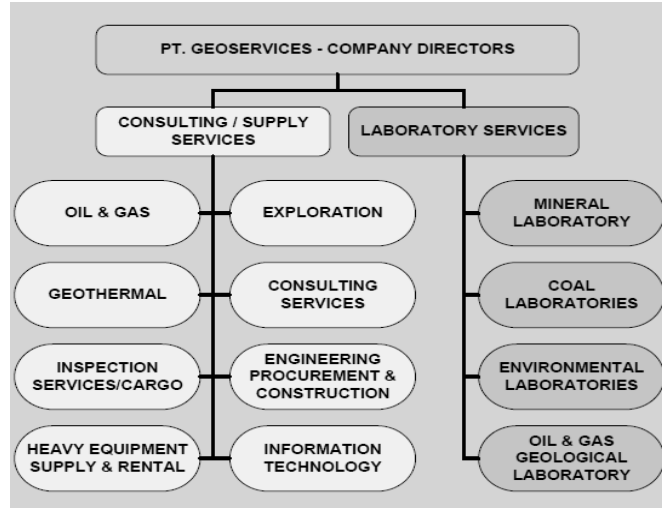 PT. GEOSERVICES - COMPANY DIRECTORS
CONSULTING / SUPPLY
SERVICES
LABORATORY SERVICES
OIL & GAS
EXPLORATION
MINERAL
LABORATORY
GEOTHERMAL
CONSULTING
SERVICES
COAL
LABORATORIES
INSPECTION
SERVICES/CARGO
ENGINEERING
PROCUREMENT &
CONSTRUCTION
ENVIRONMENTAL
LABORATORIES
HEAVY EQUIPMENT
SUPPLY & RENTAL
INFORMATION
TECHNOLOGY
OIL & GAS
GEOLOGICAL
LABORATORY